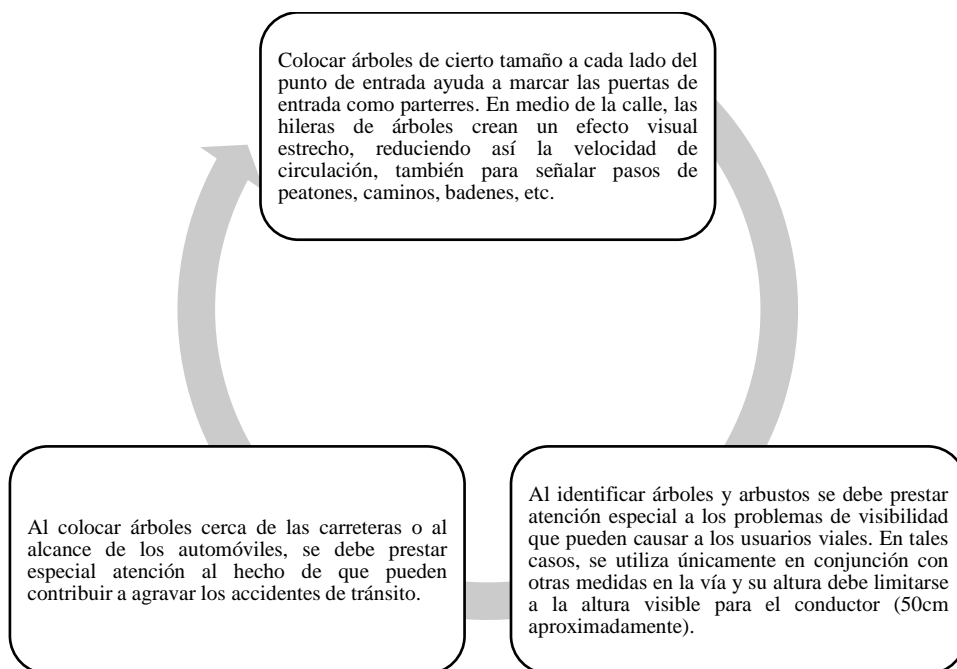 Colocar árboles de cierto tamaño a cada lado del
punto de entrada ayuda a marcar las puertas de
entrada como parterres. En medio de la calle, las
hileras de árboles crean un efecto visual
estrecho, reduciendo así la velocidad de
circulación, también para señalar pasos de
peatones, caminos, badenes, etc.
Al identificar árboles y arbustos se debe prestar
atención especial a los problemas de visibilidad
que pueden causar a los usuarios viales. En tales
casos, se utiliza únicamente en conjunción con
otras medidas en la vía y su altura debe limitarse
a la altura visible para el conductor (50cm
aproximadamente).
Al colocar árboles cerca de las carreteras o al
alcance de los automóviles, se debe prestar
especial atención al hecho de que pueden
contribuir a agravar los accidentes de tránsito.